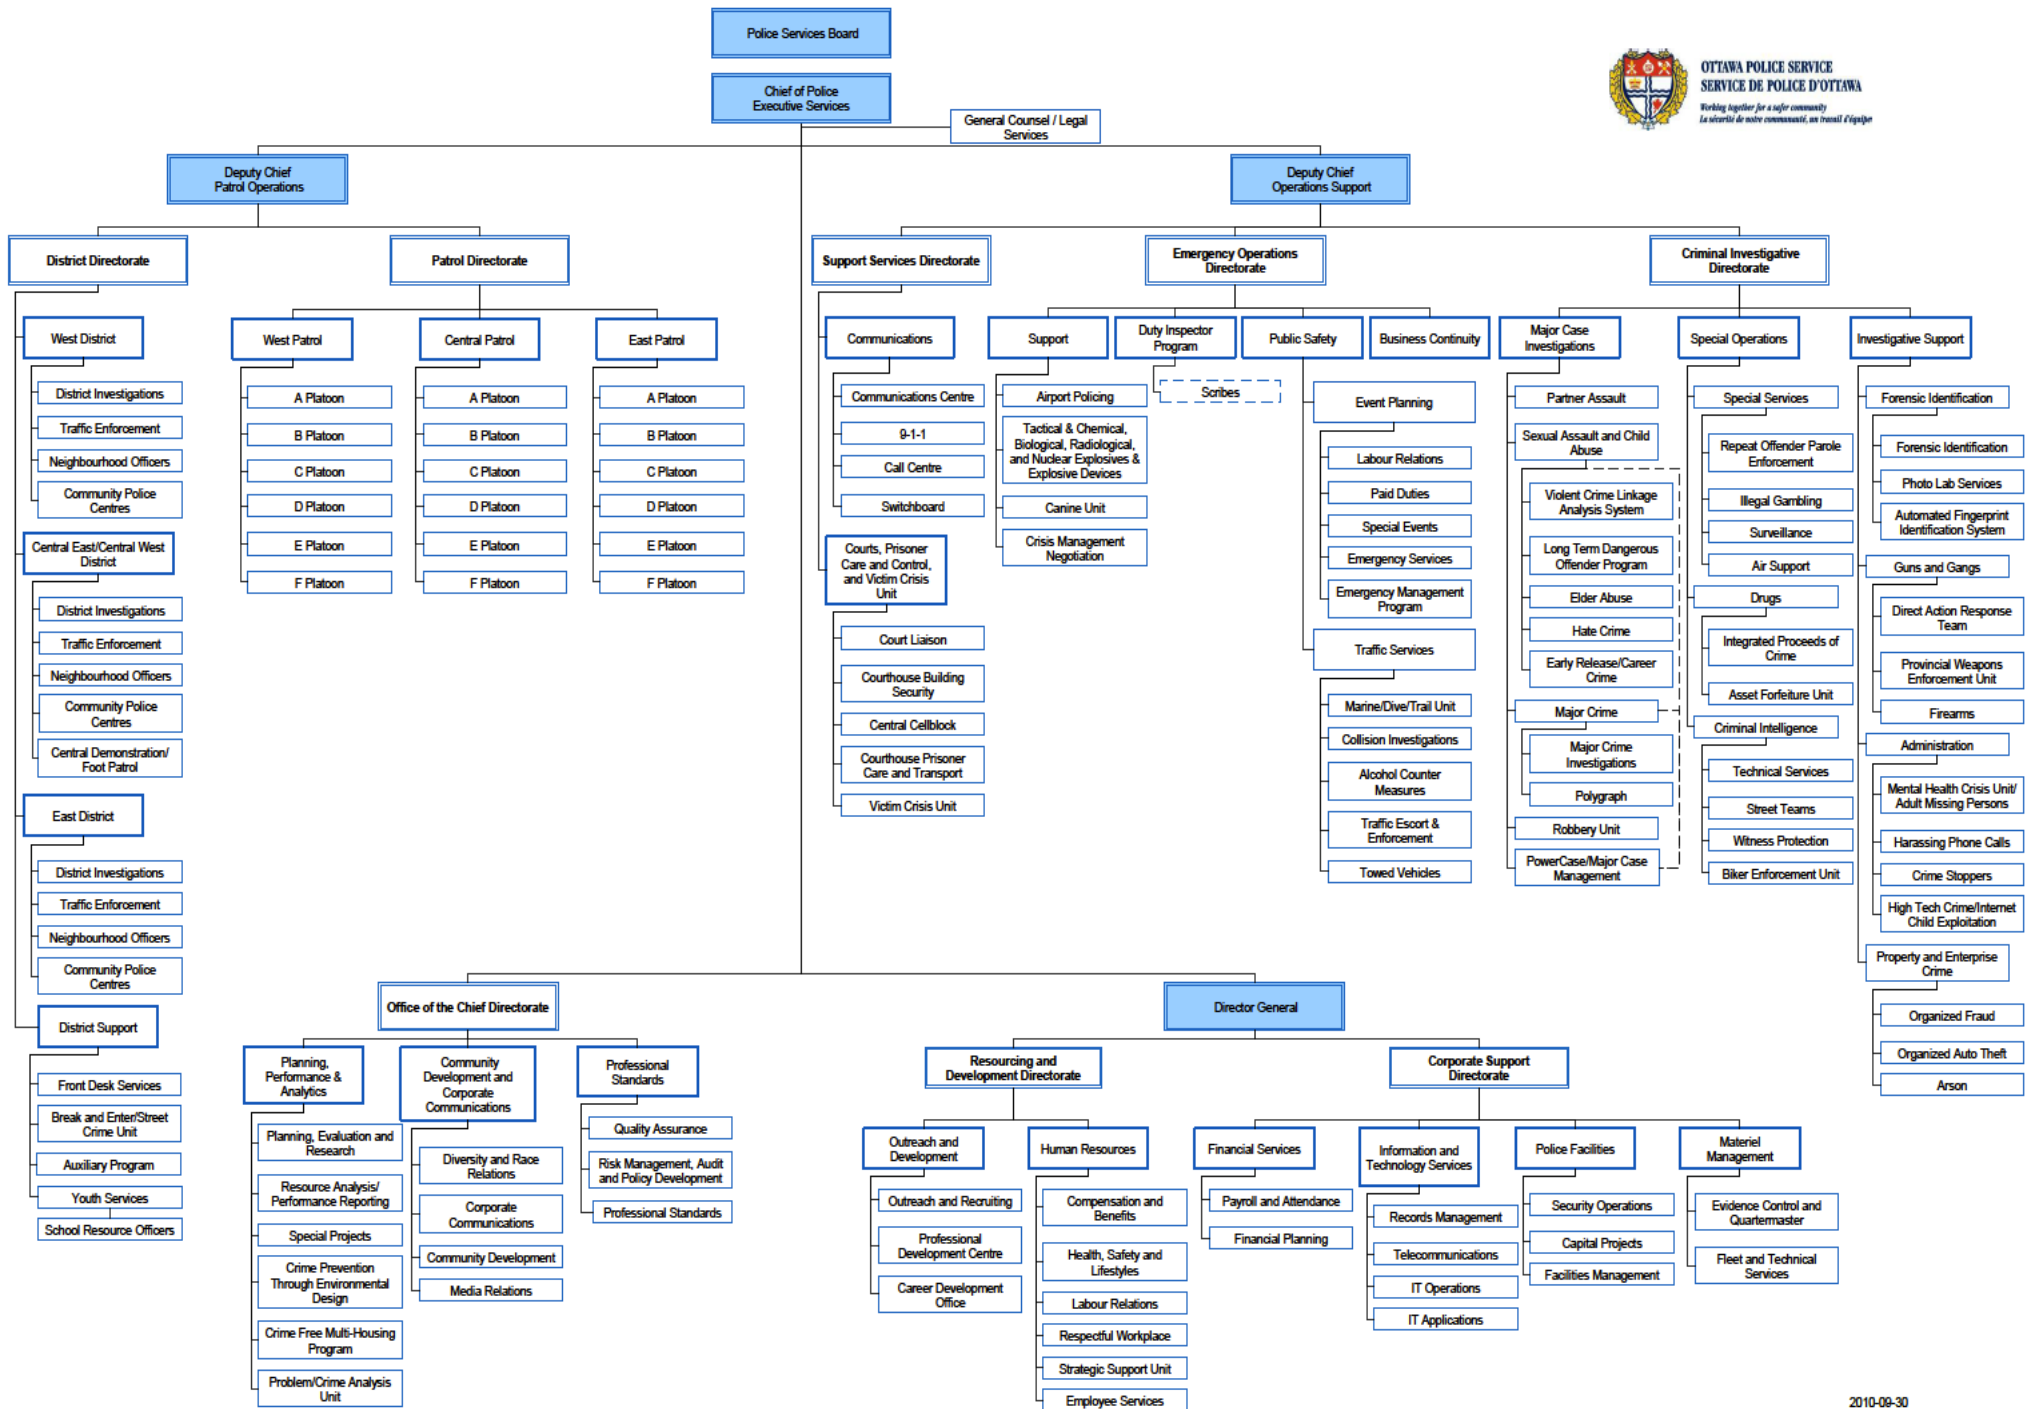 Police Services Board
Chief of Police
Executive Services
General Counsel / Legal
Services
OTTAWA POLICE SERVICE
SERVICE DE POLICE D'OTTAWA
Working together for a safer community
La sécurité de notre communauté, un travail d'équipe
Deputy Chief
Patrol Operations
Deputy Chief
Operations Support
District Directorate
Patrol Directorate
Support Services Directorate
Emergency Operations
Directorate
Criminal Investigative
Directorate
West District
District Investigations
Traffic Enforcement
Neighbourhood Officers
Community Police
Centres
Central East/Central West
District
District Investigations
Traffic Enforcement
Neighbourhood Officers
Community Police
Centres
Central Demonstration/
Foot Patrol
East District
District Investigations
Traffic Enforcement
Neighbourhood Officers
Community Police
Centres
District Support
Front Desk Services
Break and Enter/Street
Crime Unit
Auxiliary Program
Youth Services
School Resource Officers
West Patrol
A Platoon
B Platoon
C Platoon
D Platoon
E Platoon
F Platoon
Central Patrol
A Platoon
B Platoon
C Platoon
D Platoon
E Platoon
F Platoon
East Patrol
A Platoon
B Platoon
C Platoon
D Platoon
E Platoon
F Platoon
Communications
Communications Centre
9-1-1
Call Centre
Switchboard
Courts, Prisoner
Care and Control,
and Victim Crisis
Unit
Court Liaison
Courthouse Building
Security
Central Cellblock
Courthouse Prisoner
Care and Transport
Victim Crisis Unit
Support
Airport Policing
Tactical & Chemical,
Biological, Radiological,
and Nuclear Explosives &
Explosive Devices
Canine Unit
Crisis Management
Negotiation
Duty Inspector
Program
Scribes
Public Safety
Event Planning
Labour Relations
Paid Duties
Special Events
Emergency Services
Emergency Management
Program
Traffic Services
Marine/Dive/Trail Unit
Collision Investigations
Alcohol Counter
Measures
Traffic Escort &
Enforcement
Towed Vehicles
Business Continuity
Major Case
Investigations
Partner Assault
Sexual Assault and Child
Abuse
Violent Crime Linkage
Analysis System
Long Term Dangerous
Offender Program
Elder Abuse
Hate Crime
Early Release/Career
Crime
Major Crime
Major Crime
Investigations
Polygraph
Robbery Unit
PowerCase/Major Case
Management
Special Operations
Special Services
Repeat Offender Parole
Enforcement
Illegal Gambling
Surveillance
Air Support
Drugs
Integrated Proceeds of
Crime
Asset Forfeiture Unit
Criminal Intelligence
Technical Services
Street Teams
Witness Protection
Biker Enforcement Unit
Investigative Support
Forensic Identification
Forensic Identification
Photo Lab Services
Automated Fingerprint
Identification System
Guns and Gangs
Direct Action Response
Team
Provincial Weapons
Enforcement Unit
Firearms
Administration
Mental Health Crisis Unit/
Adult Missing Persons
Harassing Phone Calls
Crime Stoppers
High Tech Crime/Internet
Child Exploitation
Property and Enterprise
Crime
Organized Fraud
Organized Auto Theft
Arson
Office of the Chief Directorate
Director General
Planning,
Performance &
Analytics
Planning, Evaluation and
Research
Resource Analysis/
Performance Reporting
Special Projects
Crime Prevention
Through Environmental
Design
Crime Free Multi-Housing
Program
Problem/Crime Analysis
Unit
Community
Development and
Corporate
Communications
Diversity and Race
Relations
Corporate
Communications
Community Development
Media Relations
Professional
Standards
Quality Assurance
Risk Management, Audit
and Policy Development
Professional Standards
Resourcing and
Development Directorate
Corporate Support
Directorate
Outreach and
Development
Outreach and Recruiting
Professional
Development Centre
Career Development
Office
Human Resources
Compensation and
Benefits
Health, Safety and
Lifestyles
Labour Relations
Respectful Workplace
Strategic Support Unit
Employee Services
Financial Services
Payroll and Attendance
Financial Planning
Information and
Technology Services
Records Management
Telecommunications
IT Operations
IT Applications
Police Facilities
Security Operations
Capital Projects
Facilities Management
Materiel
Management
Evidence Control and
Quartermaster
Fleet and Technical
Services
2010-09-30